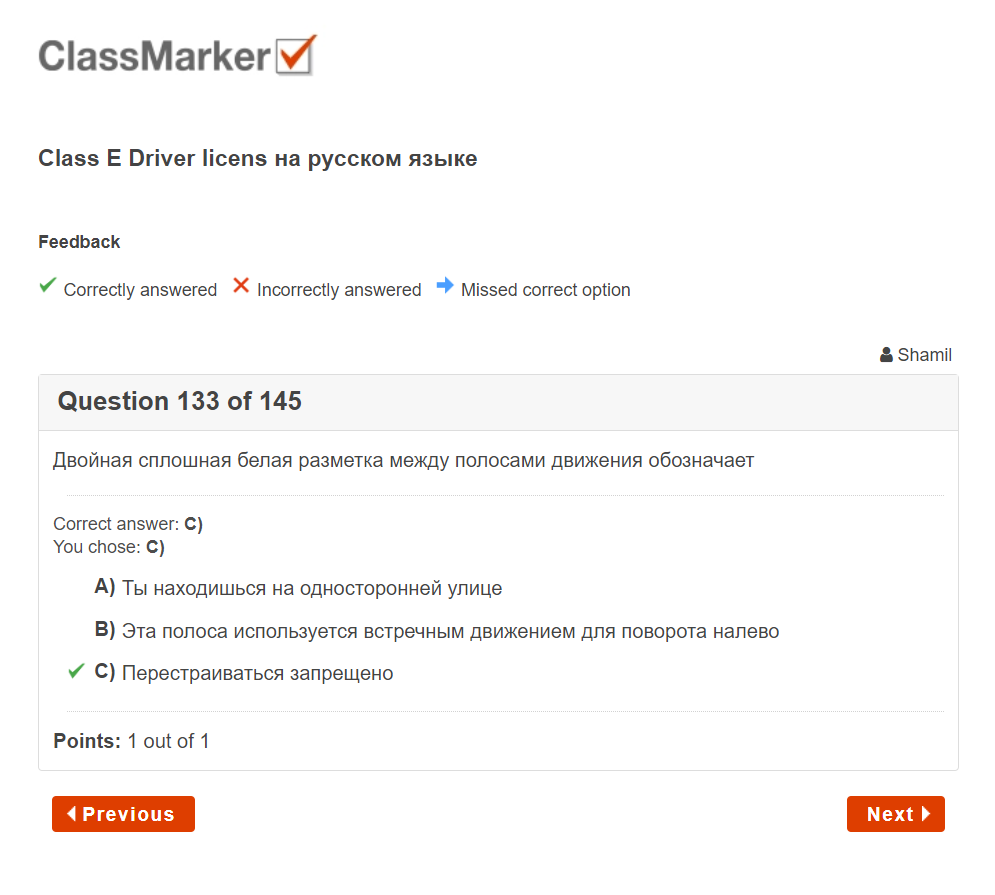 ClassMarker
Class E Driver licens на русском языке
Feedback
Correctly answered Incorrectly answered Missed correct option
Shamil
Question 133 of 145
Двойная сплошная белая разметка между полосами движения обозначает
Correct answer: C)
You chose: C)
A) Ты находишься на односторонней улице
B) Эта полоса используется встречным движением для поворота налево
C) Перестраиваться запрещено
Points: 1 out of 1
Previous Next